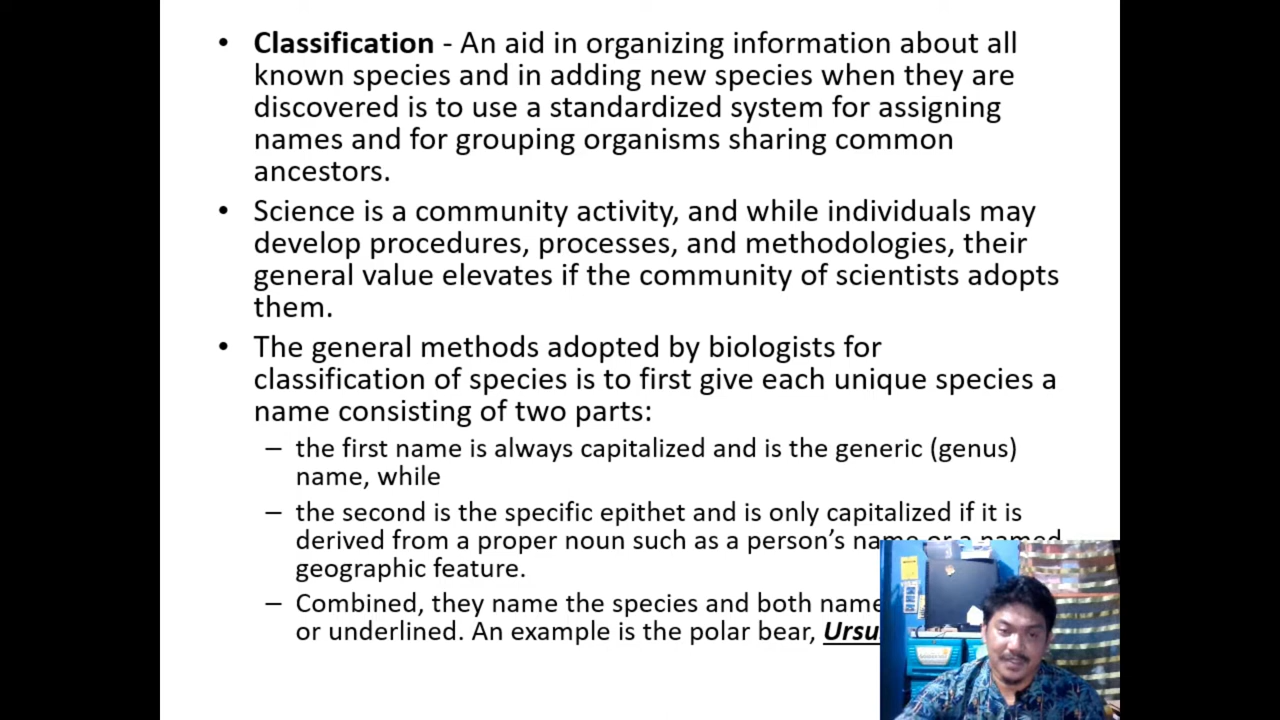 • Classification - An aid in organizing information about all
known species and in adding new species when they are
discovered is to use a standardized system for assigning
names and for grouping organisms sharing common
ancestors.
• Science is a community activity, and while individuals may
develop procedures, processes, and methodologies, their
general value elevates if the community of scientists adopts
them.
• The general methods adopted by biologists for
classification of species is to first give each unique species a
name consisting of two parts:
– the first name is always capitalized and is the generic (genus)
name, while
– the second is the specific epithet and is only capitalized if it is
derived from a proper noun such as a person’s name or a named
geographic feature.
– Combined, they name the species and both name
or underlined. An example is the polar bear, Ursu